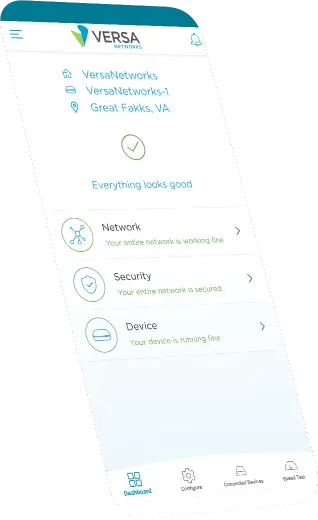 VERSA
NETWORKS
VersaNetworks
VersaNetworks-1
Great Fakks, VA
Everything looks good
Network
Your entire network is working fine
Security
Your entire network is secured
Device
Your device is running fine
Dashboard
Configure
Connected Devices
Speed Test